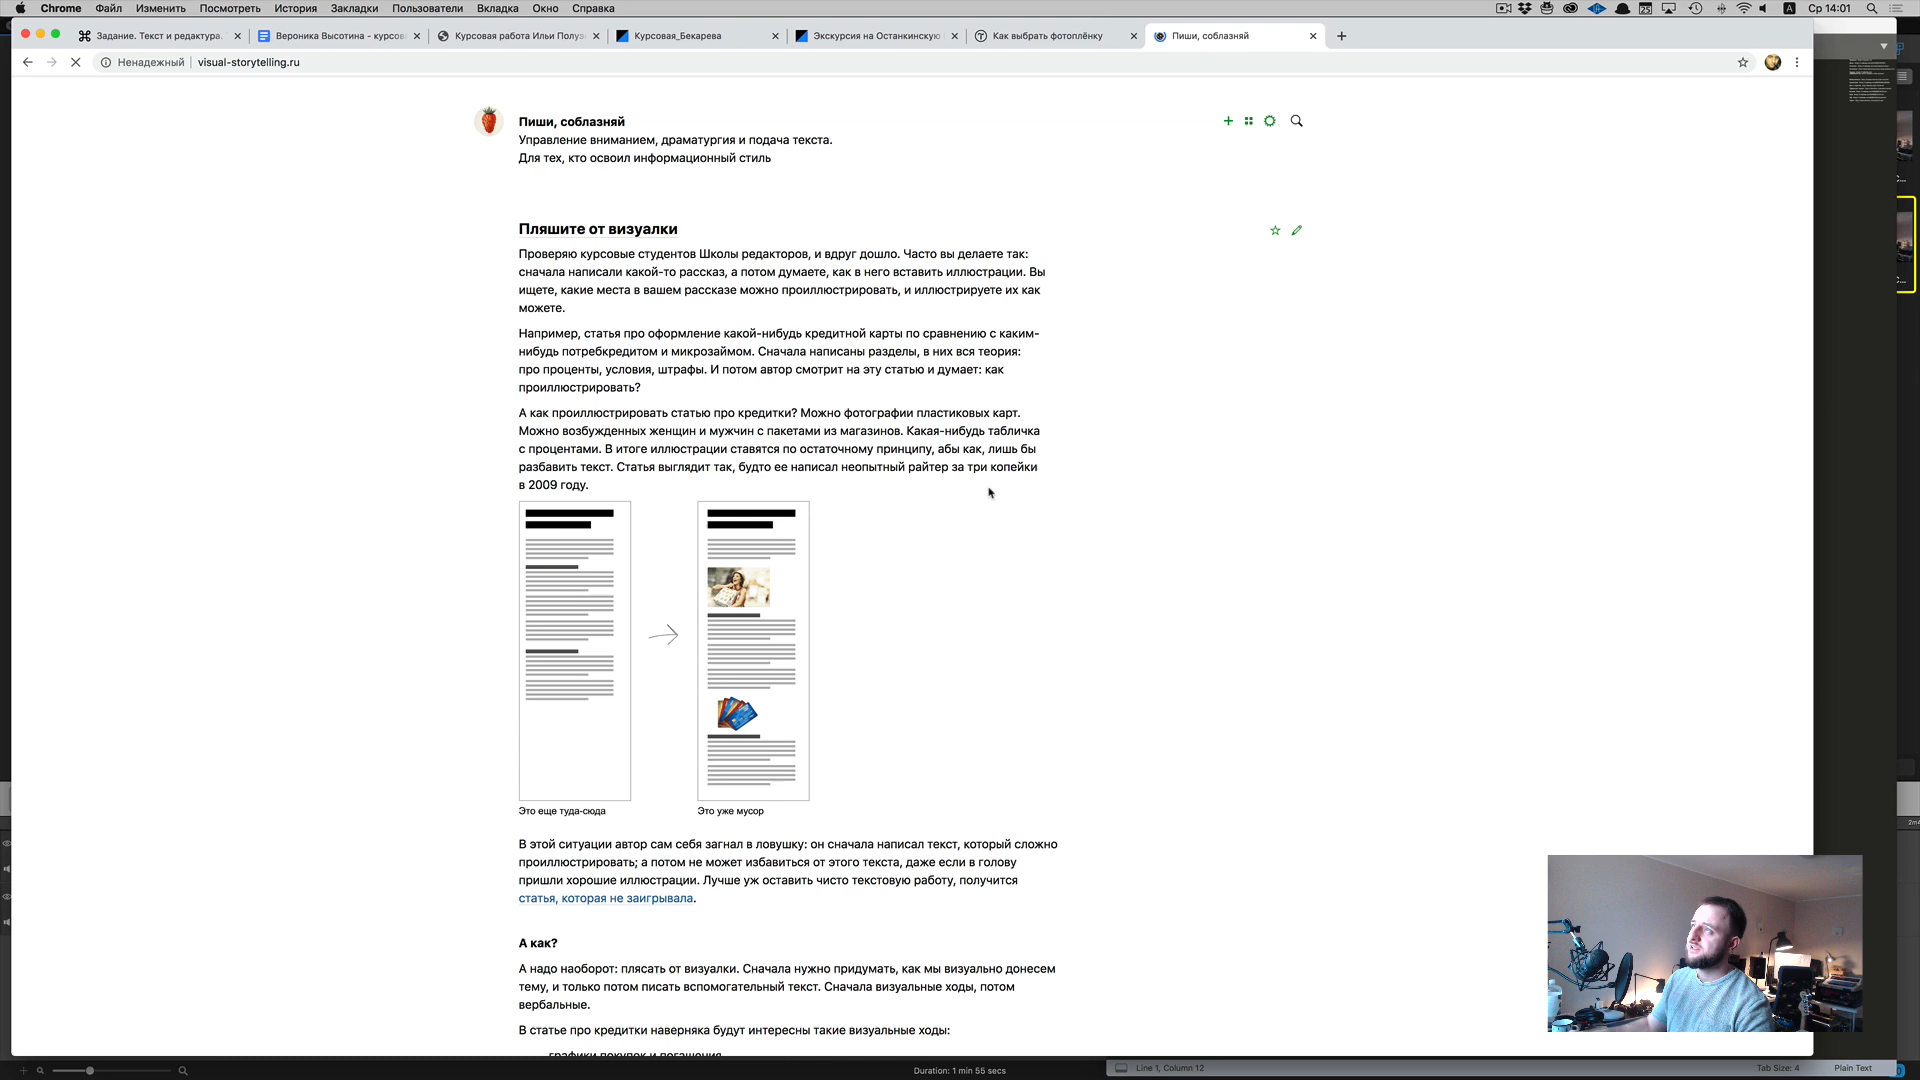 Chrome Файл Изменить Посмотреть История Закладки Пользователи Вкладка Окно Справка
25 A Ср 14:01
Задание. Текст и редактура.
Вероника Высотина - курсов
Курсовая работа Ильи Полуэ
Курсовая_Бекарева
Экскурсия на Останкинскую
Как выбрать фотоплёнку
Пиши, соблазняй
Ненадежный
visual-storytelling.ru
Пиши, соблазняй
Управление вниманием, драматургия и подача текста.
Для тех, кто освоил информационный стиль
Пляшите от визуалки
Проверяю курсовые студентов Школы редакторов, и вдруг дошло. Часто вы делаете так:
сначала написали какой-то рассказ, а потом думаете, как в него вставить иллюстрации. Вы
ищете, какие места в вашем рассказе можно проиллюстрировать, и иллюстрируете их как
можете.
Например, статья про оформление какой-нибудь кредитной карты по сравнению с каким-
нибудь потребкредитом и микрозаймом. Сначала написаны разделы, в них вся теория:
про проценты, условия, штрафы. И потом автор смотрит на эту статью и думает: как
проиллюстрировать?
А как проиллюстрировать статью про кредитки? Можно фотографии пластиковых карт.
Можно возбужденных женщин и мужчин с пакетами из магазинов. Какая-нибудь табличка
с процентами. В итоге иллюстрации ставятся по остаточному принципу, абы как, лишь бы
разбавить текст. Статья выглядит так, будто ее написал неопытный райтер за три копейки
в 2009 году.
Это еще туда-сюда
Это уже мусор
В этой ситуации автор сам себя загнал в ловушку: он сначала написал текст, который сложно
проиллюстрировать; а потом не может избавиться от этого текста, даже если в голову
пришли хорошие иллюстрации. Лучше уж оставить чисто текстовую работу, получится
статья, которая не заигрывала.
А как?
А надо наоборот: плясать от визуалки. Сначала нужно придумать, как мы визуально донесем
тему, и только потом писать вспомогательный текст. Сначала визуальные ходы, потом
вербальные.
В статье про кредитки наверняка будут интересны такие визуальные ходы:
графики покупок и погашения
Duration: 1 min 55 secs
Line 1, Column 12
Tab Size: 4
Plain Text